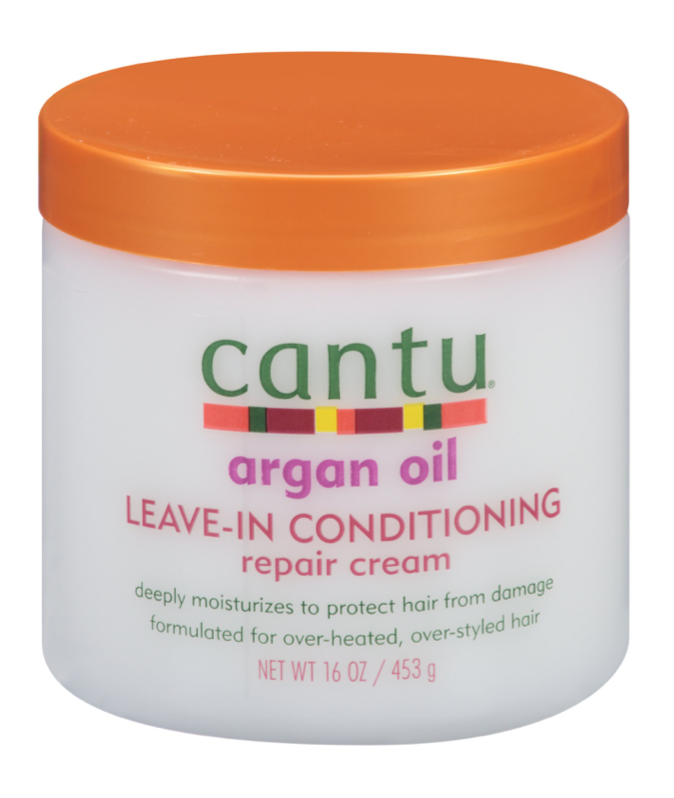 cantu®
argan oil
LEAVE-IN CONDITIONING
repair cream
deeply moisturizes to protect hair from damage
formulated for over-heated, over-styled hair
NET WT 16 OZ / 453 g